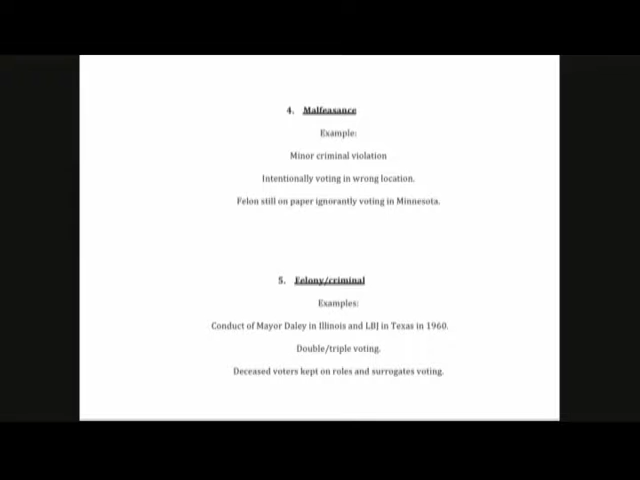 4. Malfeasance
Example:
Minor criminal violation
Intentionally voting in wrong location.
Felon still on paper ignorantly voting in Minnesota.
5. Felony/criminal
Examples:
Conduct of Mayor Daley in Illinois and LBJ in Texas in 1960.
Double/triple voting.
Deceased voters kept on roles and surrogates voting.